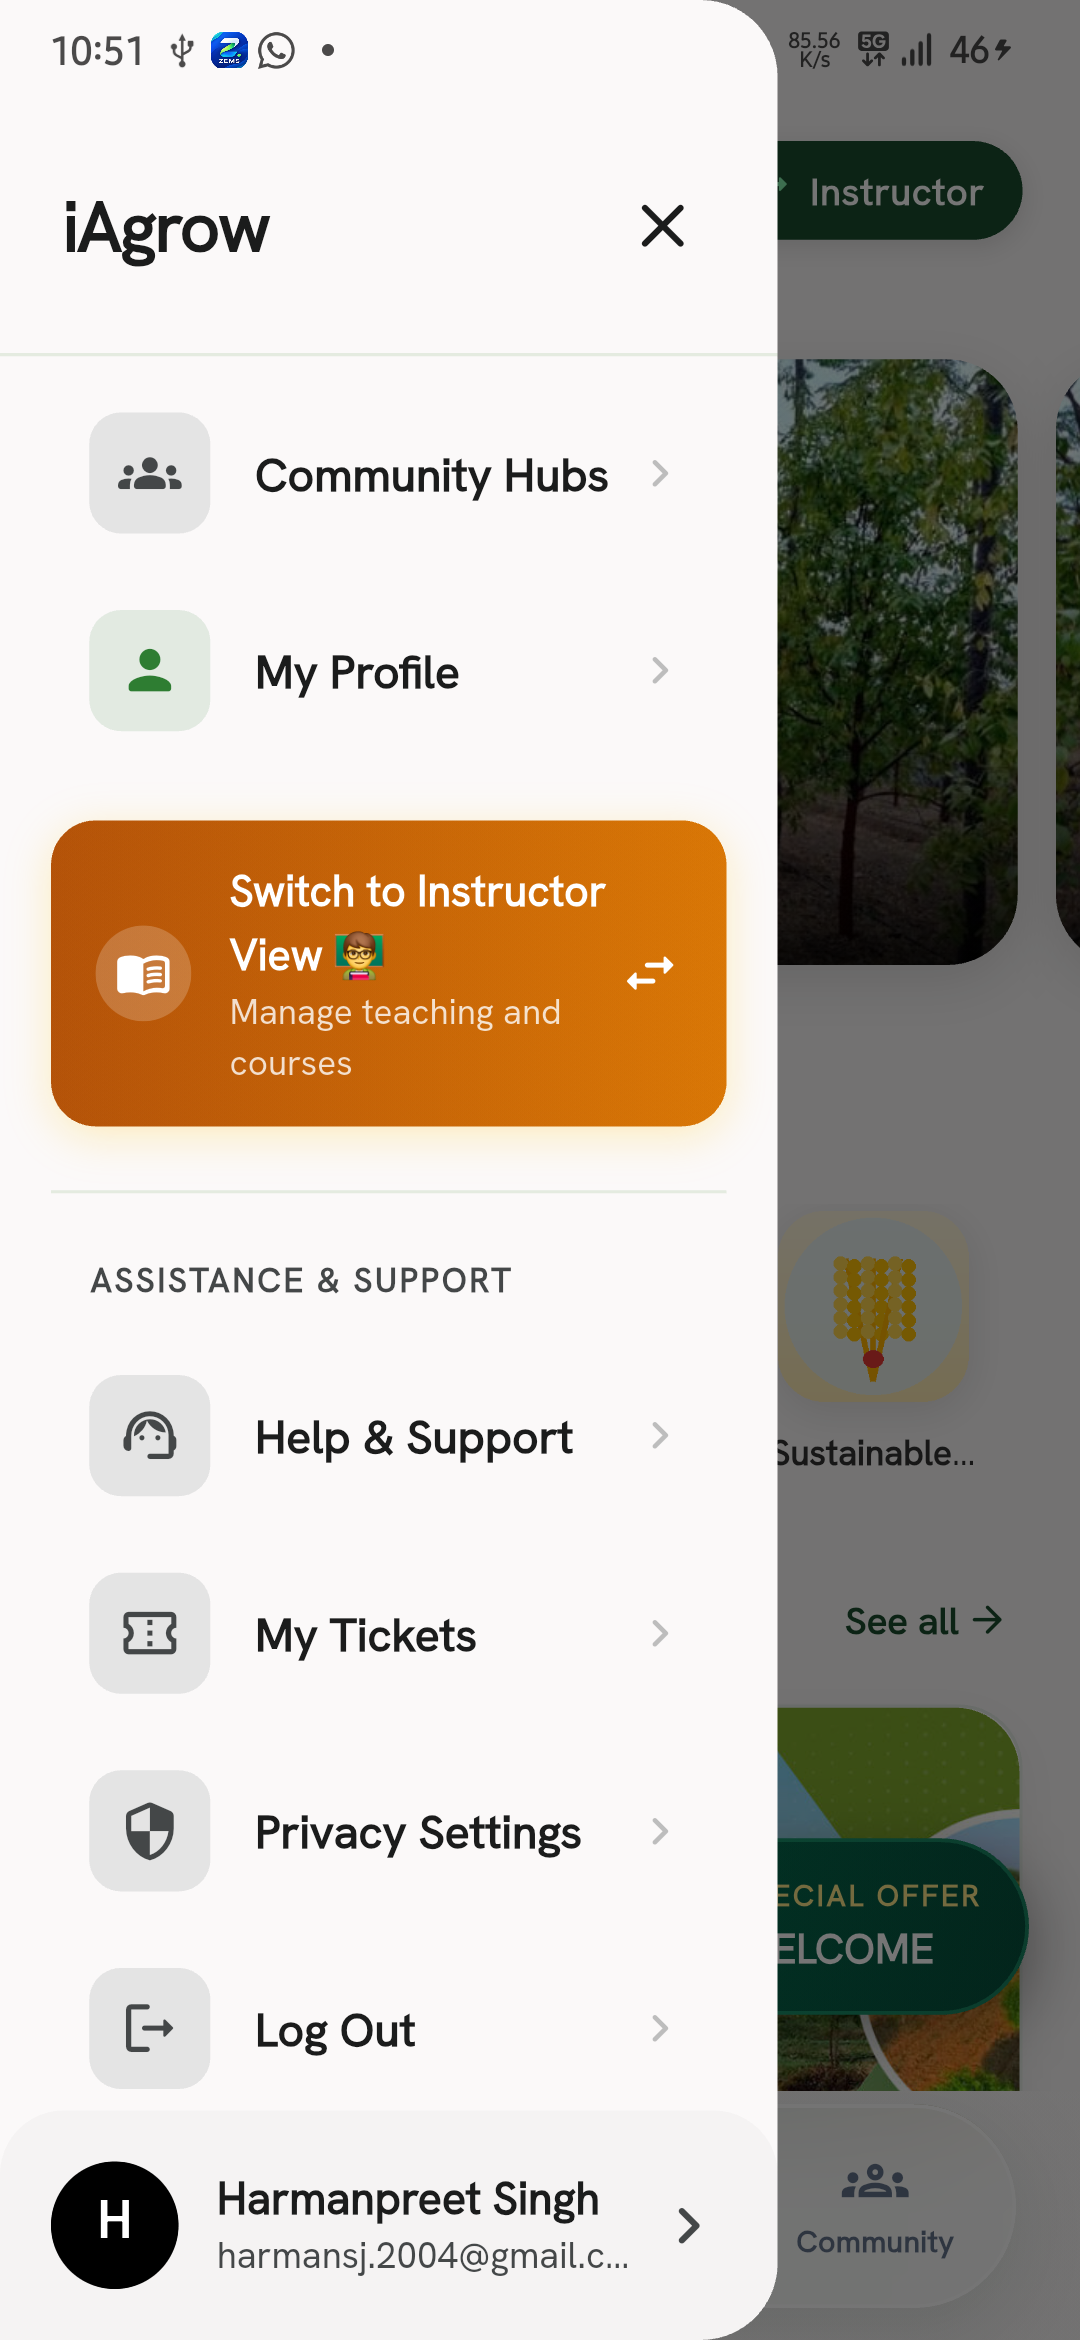 10:51
ZEMS
85.56
K/s
5G
46
Instructor
iAgrow
Community Hubs
My Profile
Switch to Instructor
View
Manage teaching and
courses
ASSISTANCE & SUPPORT
Sustainable...
Help & Support
See all
My Tickets
Privacy Settings
ECIAL OFFER
ELCOME
Log Out
H
Harmanpreet Singh
harmansj.2004@gmail.c...
Community